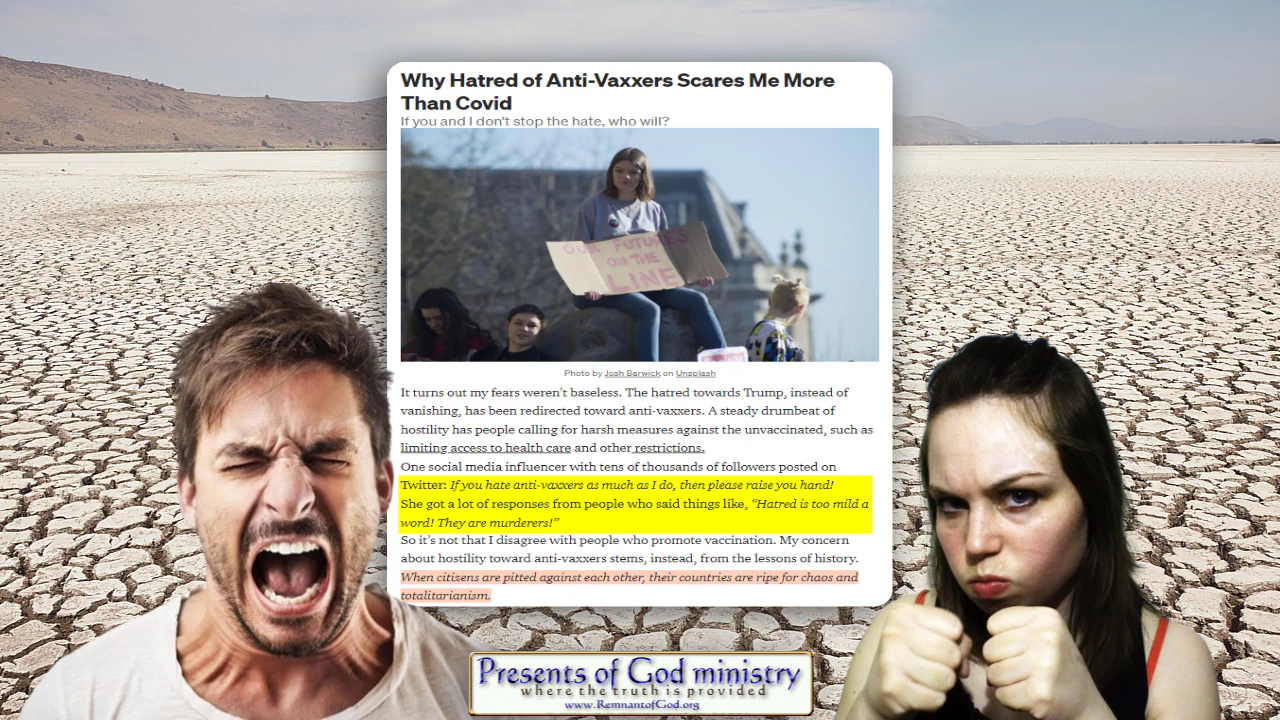 Why Hatred of Anti-Vaxxers Scares Me More
Than Covid
If you and I don't stop the hate, who will?
OUR FUTURES
ON THE
LINE
Photo by Josh Barwick on Unsplash
It turns out my fears weren't baseless. The hatred towards Trump, instead of
vanishing, has been redirected toward anti-vaxxers. A steady drumbeat of
hostility has people calling for harsh measures against the unvaccinated, such as
limiting access to health care and other restrictions.
One social media influencer with tens of thousands of followers posted on
Twitter: If you hate anti-vaxxers as much as I do, then please raise you hand!
She got a lot of responses from people who said things like, “Hatred is too mild a
word! They are murderers!”
So it's not that I disagree with people who promote vaccination. My concern
about hostility toward anti-vaxxers stems, instead, from the lessons of history.
When citizens are pitted against each other, their countries are ripe for chaos and
totalitarianism.
Presents of God ministry
where the truth is provided
www.RemnantofGod.org